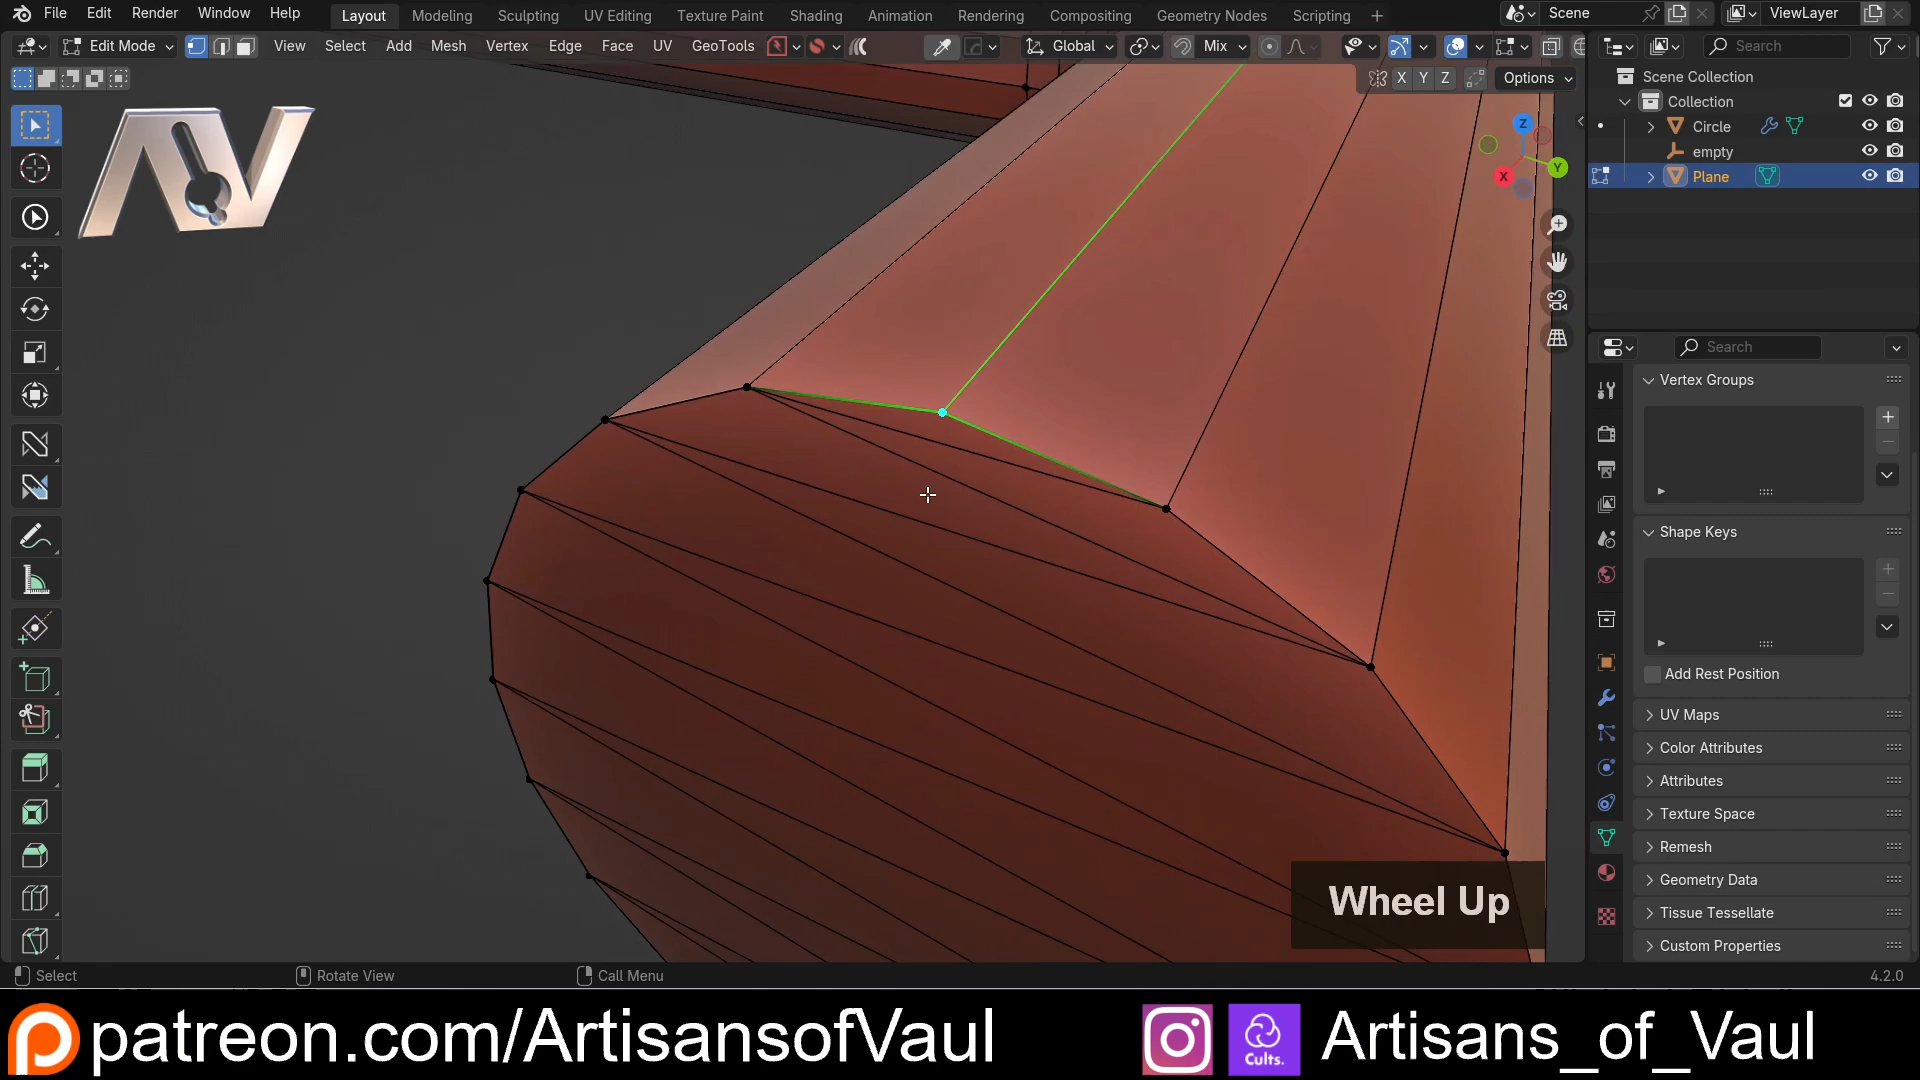 File Edit Render Window Help Layout Modeling Sculpting UV Editing Texture Paint Shading Animation Rendering Compositing Geometry Nodes Scripting + Scene ViewLayer
Edit Mode View Select Add Mesh Vertex Edge Face UV GeoTools Global Mix Search
X Y Z Options
Scene Collection
Collection
Circle
empty
Plane
Z
Y
X
Search
Vertex Groups
Shape Keys
Add Rest Position
UV Maps
Color Attributes
Attributes
Texture Space
Remesh
Geometry Data
Tissue Tessellate
Custom Properties
Wheel Up
Select Rotate View Call Menu 4.2.0
patreon.com/ArtisansofVaul Cults. Artisans_of_Vaul